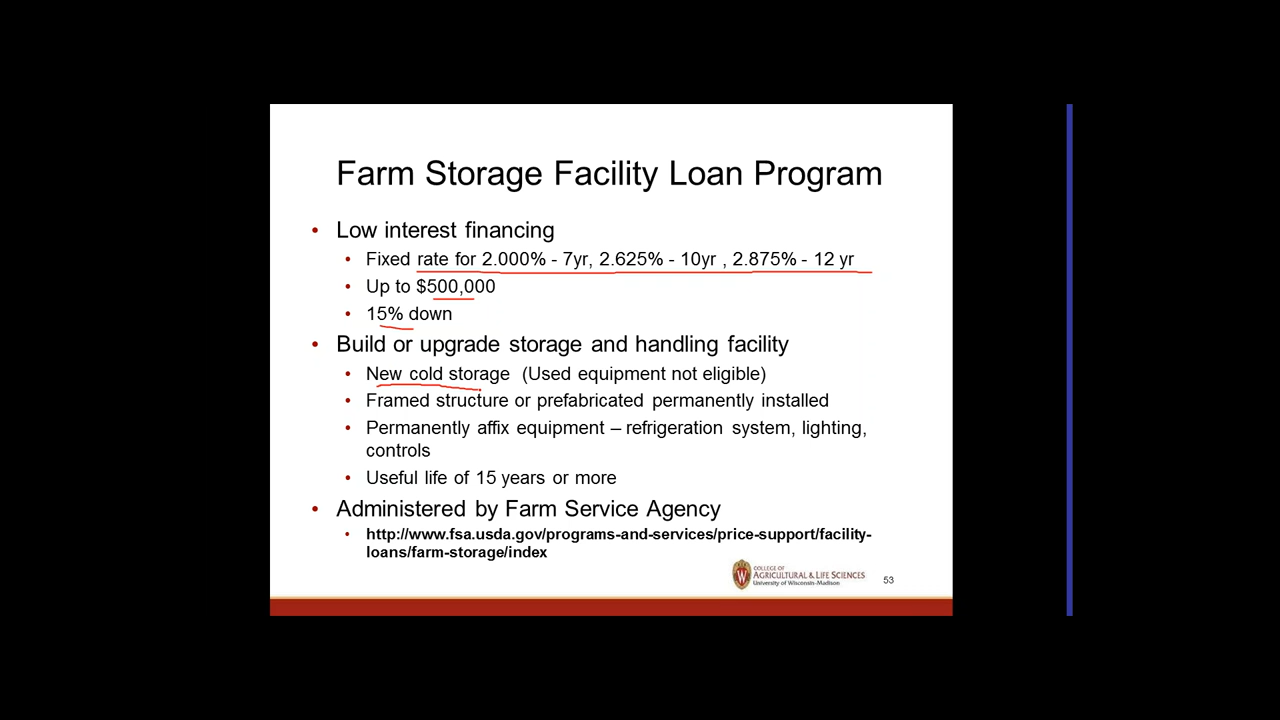 Farm Storage Facility Loan Program
• Low interest financing
• Fixed rate for 2.000% - 7yr, 2.625% - 10yr , 2.875% - 12 yr
• Up to $500,000
• 15% down
• Build or upgrade storage and handling facility
• New cold storage (Used equipment not eligible)
• Framed structure or prefabricated permanently installed
• Permanently affix equipment – refrigeration system, lighting,
controls
• Useful life of 15 years or more
• Administered by Farm Service Agency
• http://www.fsa.usda.gov/programs-and-services/price-support/facility-
loans/farm-storage/index
COLLEGE OF
AGRICULTURAL & LIFE SCIENCES
University of Wisconsin-Madison
53